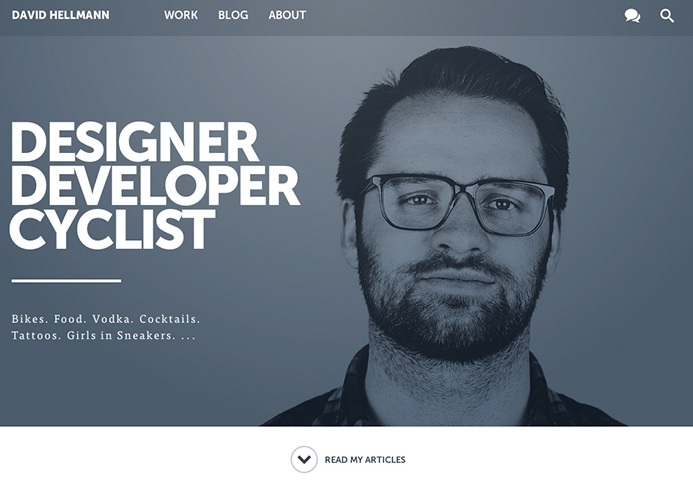 DAVID HELLMANN
WORK
BLOG
ABOUT
DESIGNER
DEVELOPER
CYCLIST
Bikes. Food. Vodka. Cocktails.
Tattoos. Girls in Sneakers. ...
READ MY ARTICLES